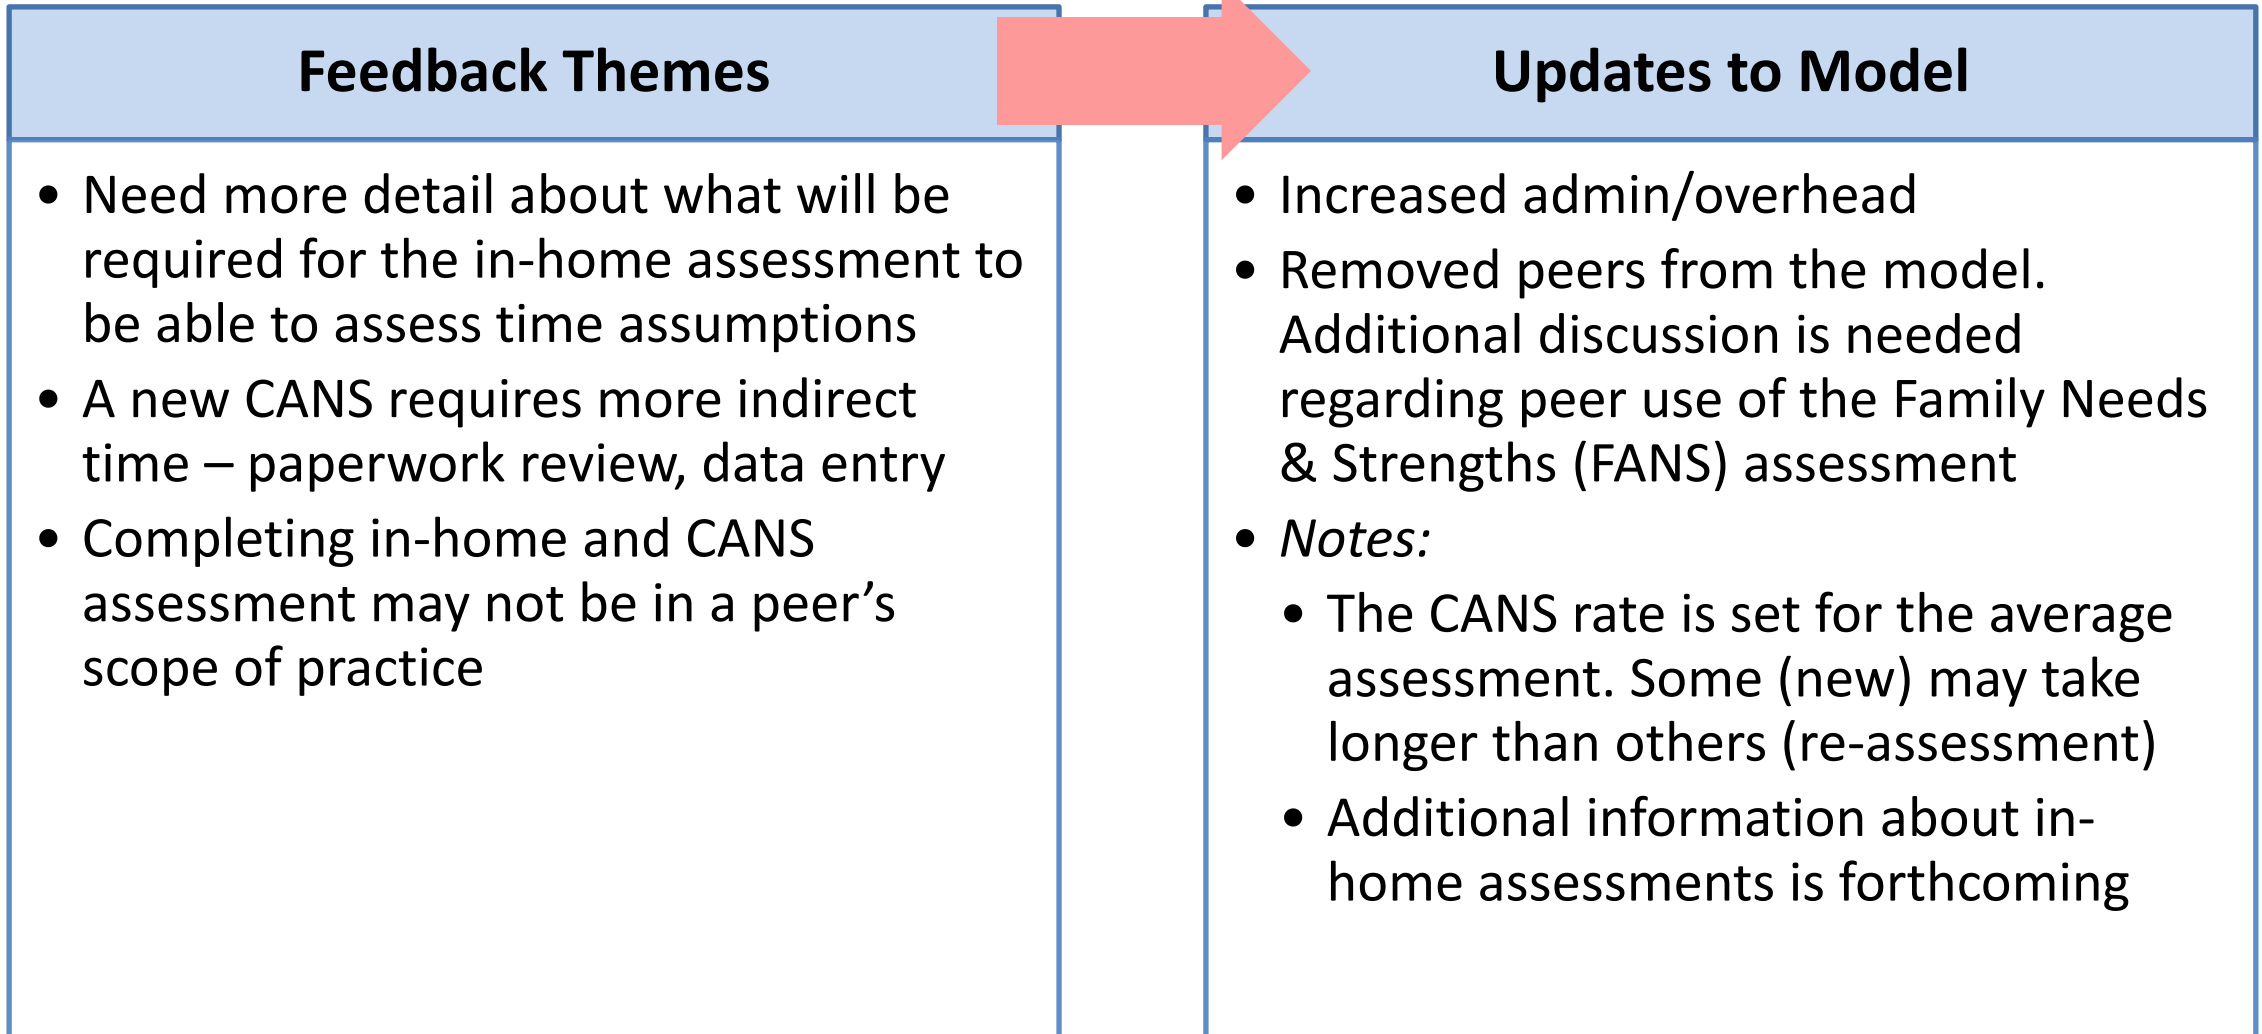 Feedback Themes
• Need more detail about what will be
required for the in-home assessment to
be able to assess time assumptions
• A new CANS requires more indirect
time – paperwork review, data entry
• Completing in-home and CANS
assessment may not be in a peer’s
scope of practice
Updates to Model
• Increased admin/overhead
• Removed peers from the model.
Additional discussion is needed
regarding peer use of the Family Needs
& Strengths (FANS) assessment
• Notes:
• The CANS rate is set for the average
assessment. Some (new) may take
longer than others (re-assessment)
• Additional information about in-
home assessments is forthcoming